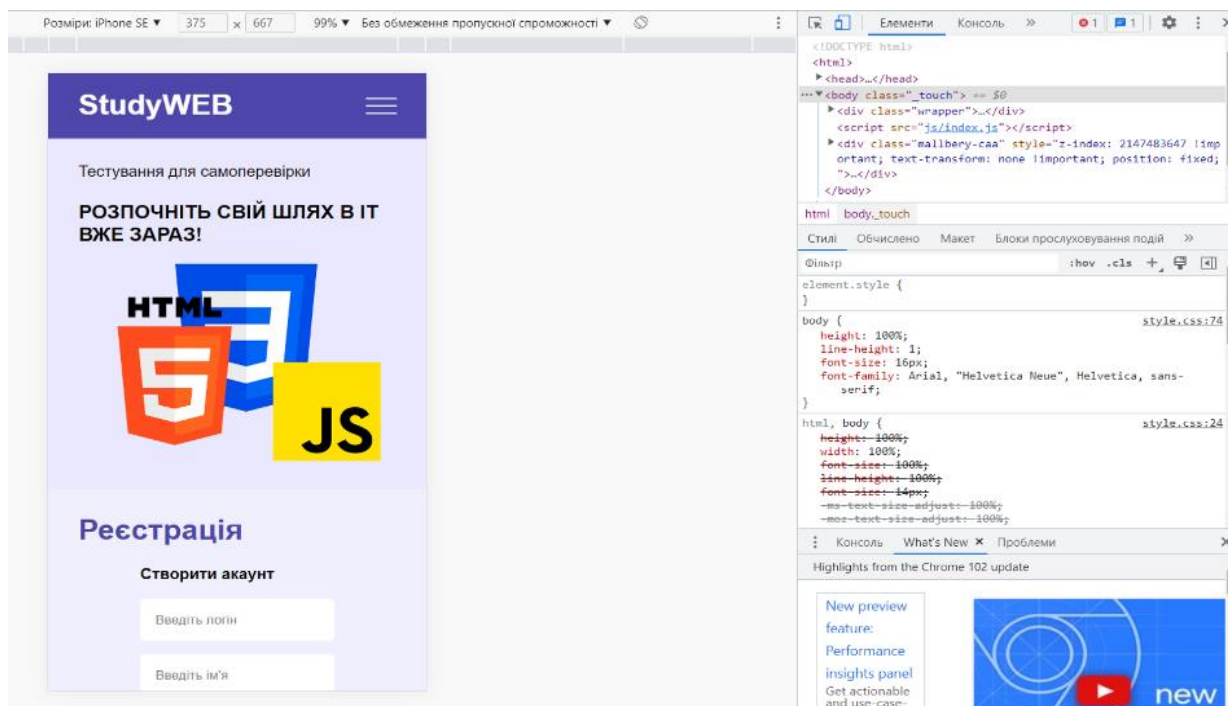 Розміри: iPhone SE ▼ 375 x 667 99% ▼ Без обмеження пропускної спроможності ▼
StudyWEB
Тестування для самоперевірки
РОЗПОЧНІТЬ СВІЙ ШЛЯХ В ІТ
ВЖЕ ЗАРАЗ!
HTML
5
3
JS
Реєстрація
Створити акаунт
Введіть логін
Введіть ім'я
Елементи Консоль » 1 1
<!DOCTYPE html>
<html>
<head>…</head>
<body class="_touch"> == $0
<div class="wrapper">…</div>
<script src="js/index.js"></script>
<div class="mallbery-caa" style="z-index: 2147483647 !imp
ortant; text-transform: none !important; position: fixed;
">…</div>
</body>
html body._touch
Стилі Обчислено Макет Блоки прослуховування подій »
Фільтр :hov .cls +
element.style {
}
body { style.css:74
height: 100%;
line-height: 1;
font-size: 16px;
font-family: Arial, "Helvetica Neue", Helvetica, sans-
serif;
}
html, body { style.css:24
height: 100%;
width: 100%;
font-size: 100%;
line-height: 100%;
font-size: 14px;
-ms-text-size-adjust: 100%;
-moz-text-size-adjust: 100%;
Консоль What's New × Проблеми
Highlights from the Chrome 102 update
New preview
feature:
Performance
insights panel
Get actionable
and use-case-
new